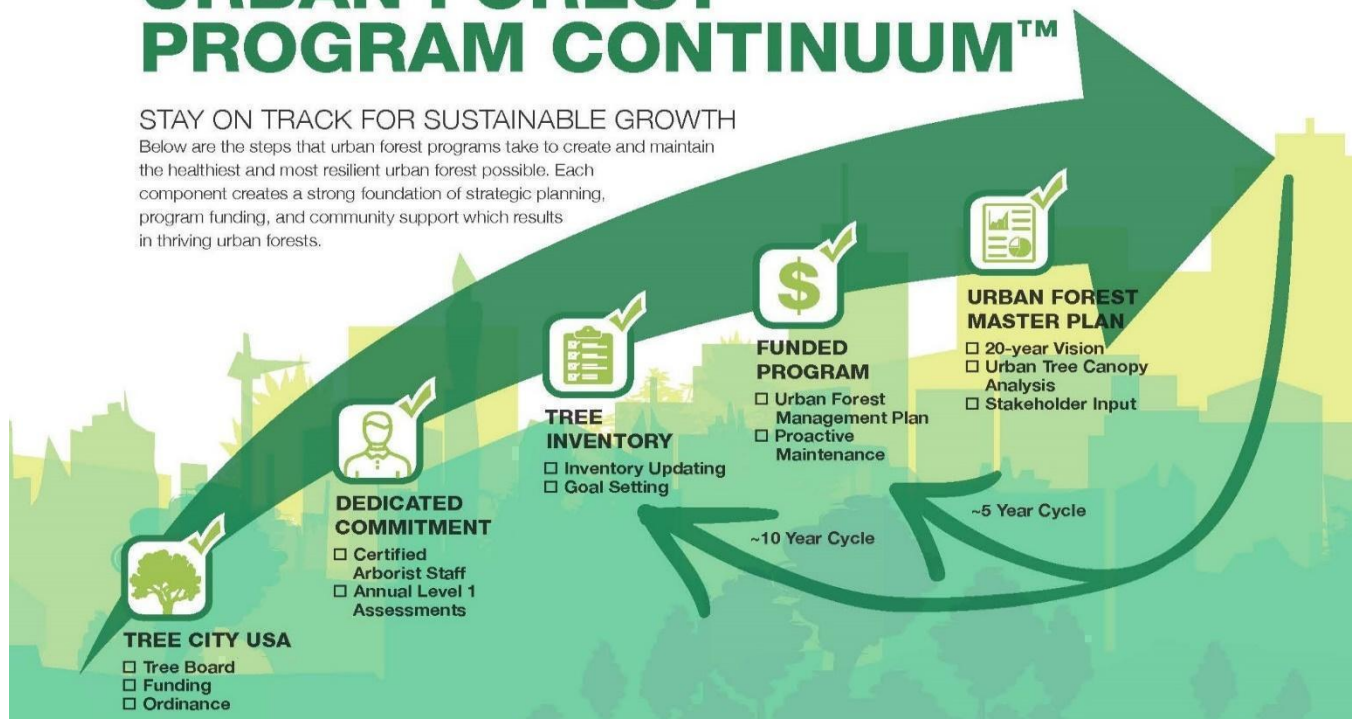 URBAN FOREST
PROGRAM CONTINUUM™
STAY ON TRACK FOR SUSTAINABLE GROWTH
Below are the steps that urban forest programs take to create and maintain
the healthiest and most resilient urban forest possible. Each
component creates a strong foundation of strategic planning,
program funding, and community support which results
in thriving urban forests.
TREE CITY USA
☐ Tree Board
☐ Funding
☐ Ordinance
DEDICATED
COMMITMENT
☐ Certified
Arborist Staff
☐ Annual Level 1
Assessments
TREE
INVENTORY
☐ Inventory Updating
☐ Goal Setting
$
FUNDED
PROGRAM
☐ Urban Forest
Management Plan
☐ Proactive
Maintenance
URBAN FOREST
MASTER PLAN
☐ 20-year Vision
☐ Urban Tree Canopy
Analysis
☐ Stakeholder Input
~5 Year Cycle
~10 Year Cycle